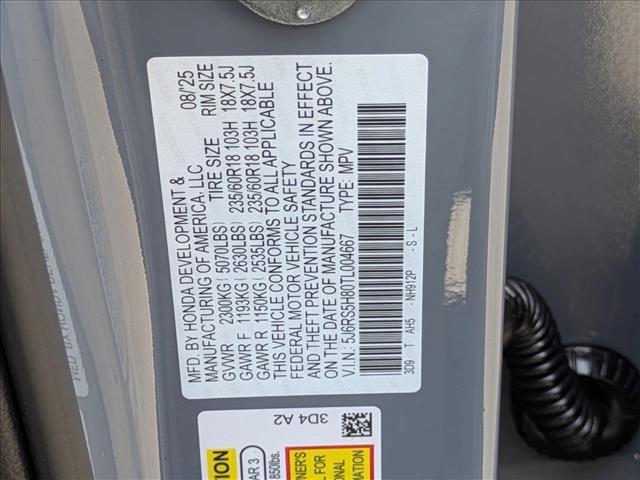 MFD. BY HONDA DEVELOPMENT & 08/25
MANUFACTURING OF AMERICA, LLC
TIRE SIZE RIM SIZE
GVWR 2300KG(5070LBS)
GAWR F 1193KG(2630LBS) 235/60R18 103H 18X7.5J
GAWR R 1150KG(2535LBS) 235/60R18 103H 18X7.5J
THIS VEHICLE CONFORMS TO ALL APPLICABLE
FEDERAL MOTOR VEHICLE SAFETY
AND THEFT PREVENTION STANDARDS IN EFFECT
ON THE DATE OF MANUFACTURE SHOWN ABOVE.
V.I.N.: 5J6RS5H80TL004667 TYPE: MPV
3D9 T AH5 -NH912P -S-L
3D4 A2